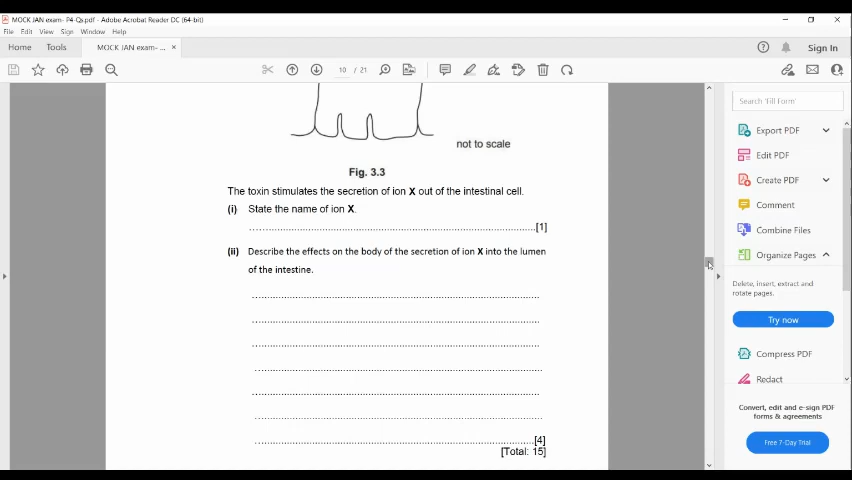 MOCK JAN exam- P4-Qs.pdf - Adobe Acrobat Reader DC (64-bit)
File Edit View Sign Window Help
Home Tools MOCK JAN exam- ... × Sign In
10 / 21
not to scale
Fig. 3.3
The toxin stimulates the secretion of ion X out of the intestinal cell.
(i) State the name of ion X.
[1]
(ii) Describe the effects on the body of the secretion of ion X into the lumen
of the intestine.
[4]
[Total: 15]
Search 'Fill Form'
Export PDF
Edit PDF
Create PDF
Comment
Combine Files
Organize Pages
Delete, insert, extract and
rotate pages.
Try now
Compress PDF
Redact
Convert, edit and e-sign PDF
forms & agreements
Free 7-Day Trial